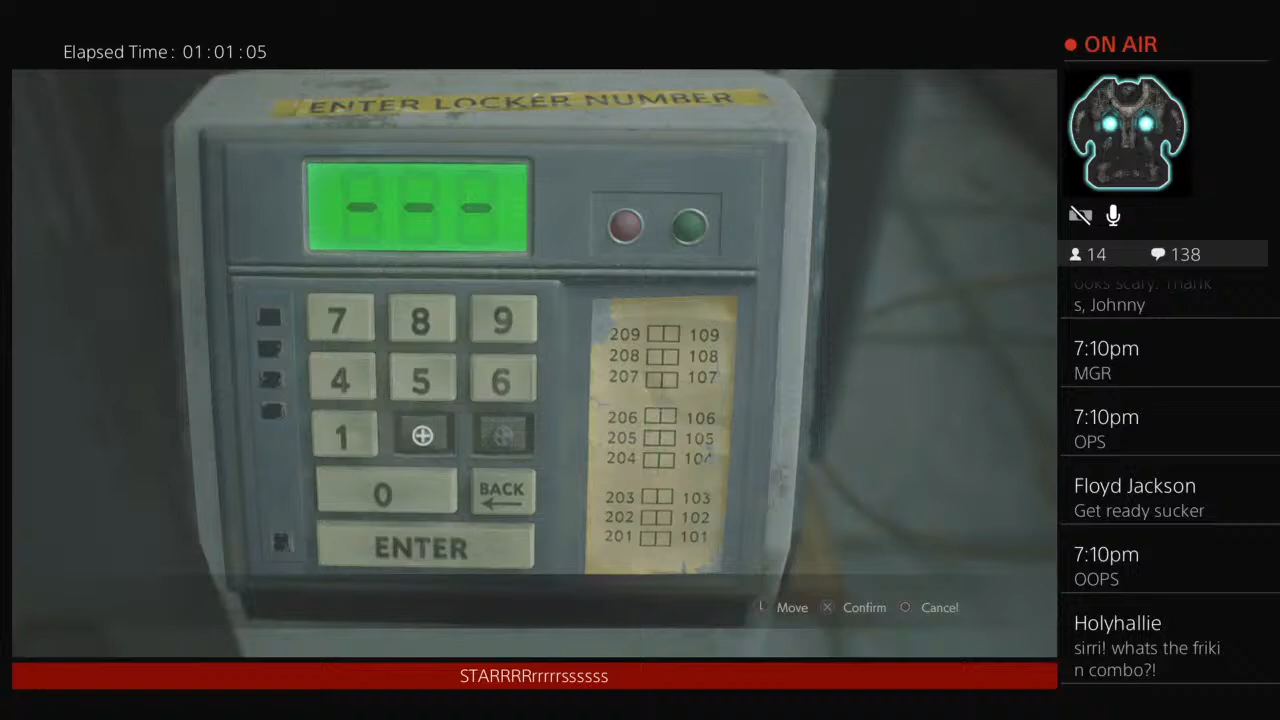 Elapsed Time: 01:01:05
ON AIR
ENTER LOCKER NUMBER
- - -
7 8 9
4 5 6
1
0 BACK
ENTER
209 109
208 108
207 107
206 106
205 105
204 104
203 103
202 102
201 101
L Move X Confirm O Cancel
STARRRRrrrrrssssss
14 138
ooks scary. Thank
s, Johnny
7:10pm
MGR
7:10pm
OPS
Floyd Jackson
Get ready sucker
7:10pm
OOPS
Holyhallie
sirri! whats the friki
n combo?!